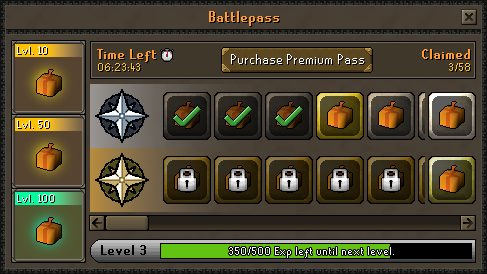 Battlepass
Lvl. 10
Lvl. 50
Lvl. 100
Time Left
06:23:43
Purchase Premium Pass
Claimed
3/58
Level 3
350/500 Exp left until next level.